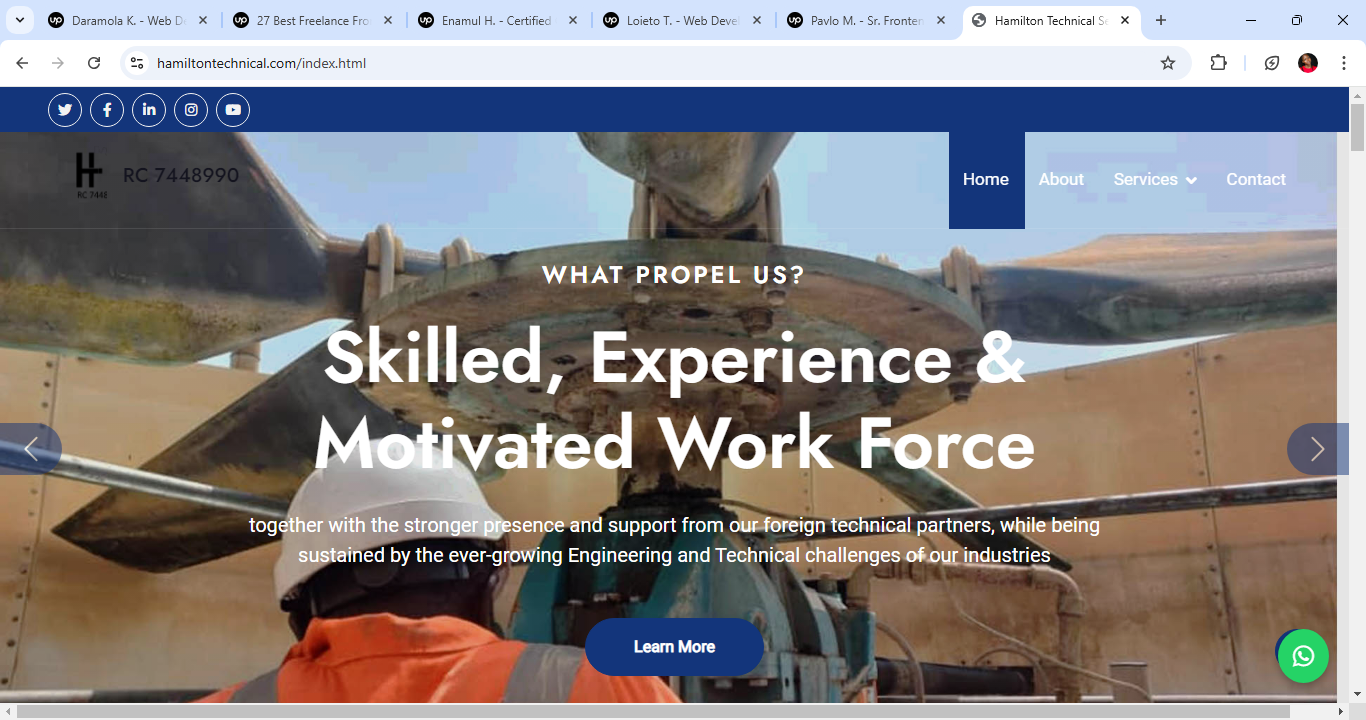 Daramola K. - Web D
27 Best Freelance Fro
Enamul H. - Certified
Loieto T. - Web Devel
Pavlo M. - Sr. Fronten
Hamilton Technical Se
hamiltontechnical.com/index.html
RC 7448
RC 7448990
Home
About
Services
Contact
WHAT PROPEL US?
Skilled, Experience &
Motivated Work Force
together with the stronger presence and support from our foreign technical partners, while being
sustained by the ever-growing Engineering and Technical challenges of our industries
Learn More